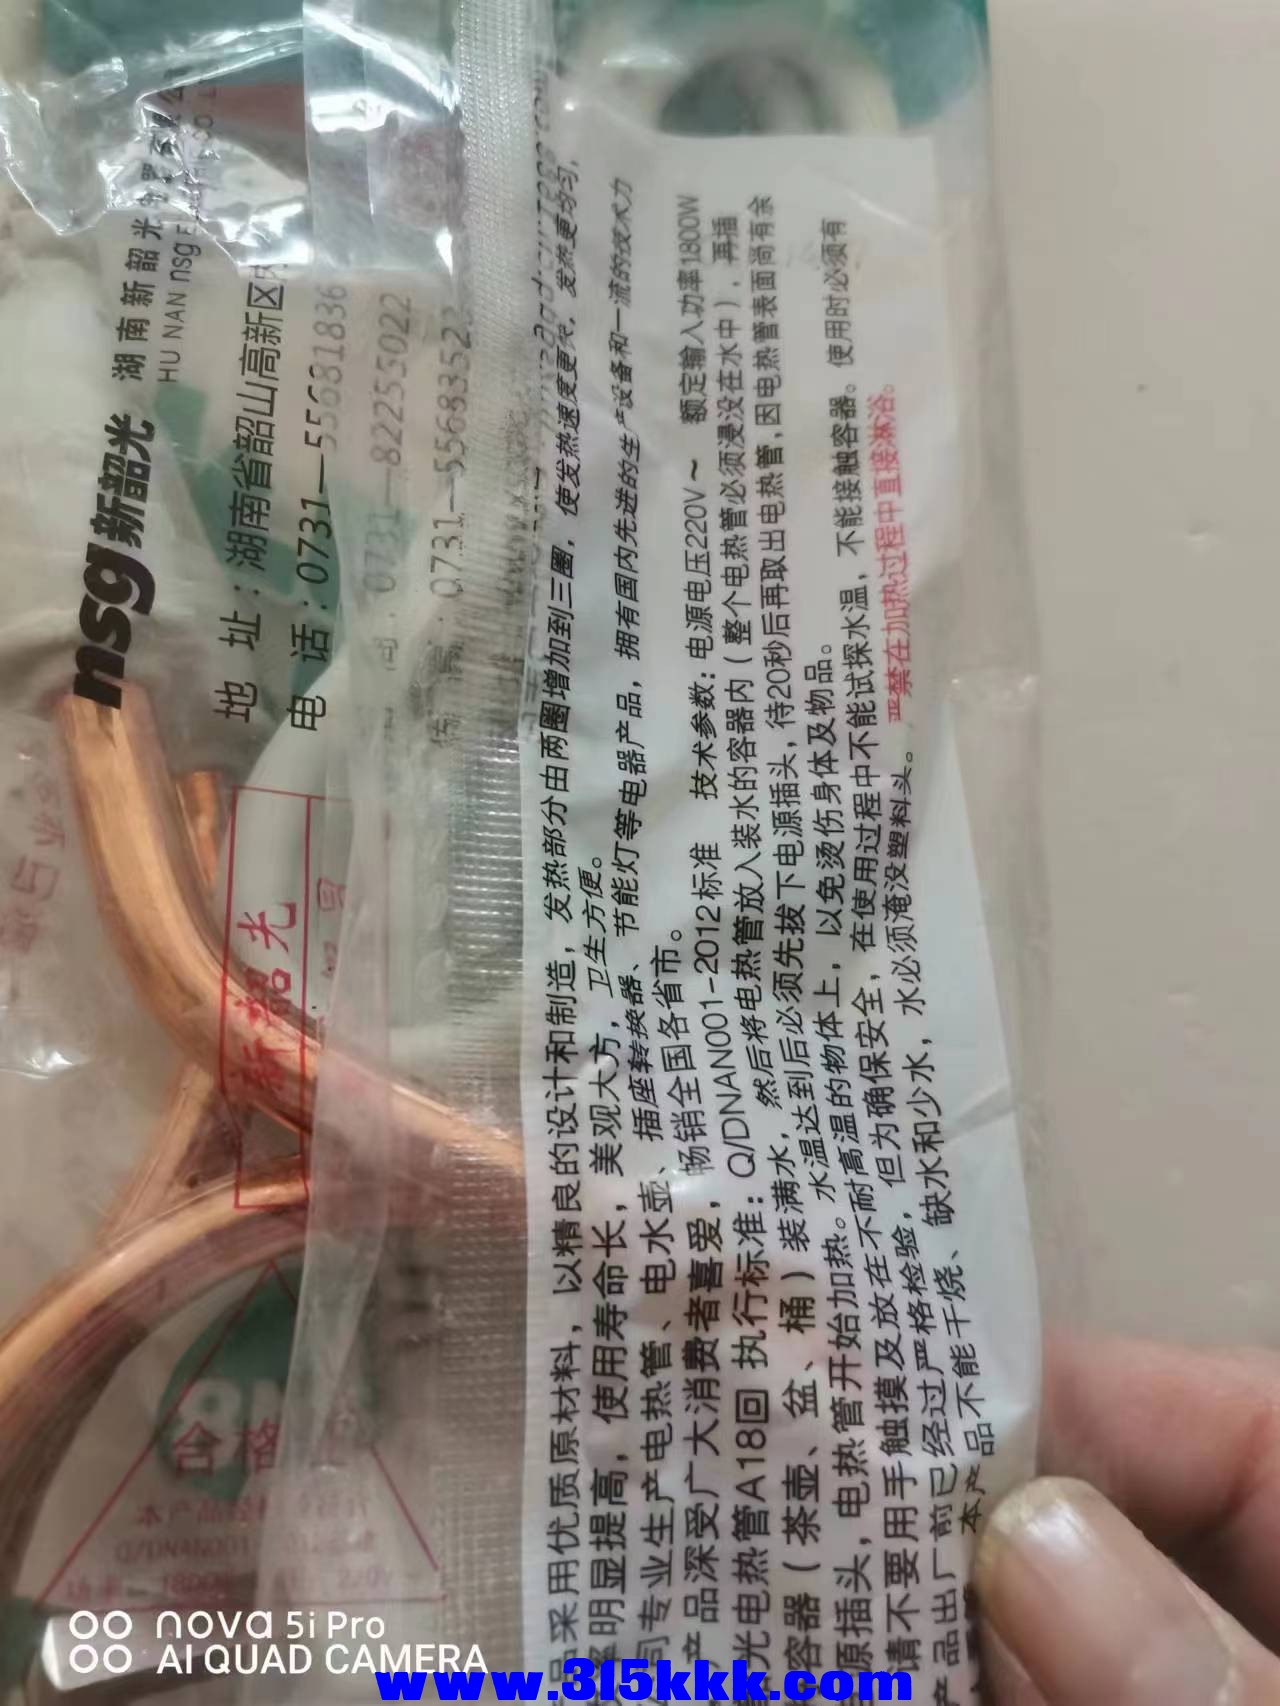 nsg 新韶光 湖南新韶光
HU NAN nsg
地 址：湖南省韶山高新区
电 话：0731—
55681836
0731—82255022
0731—5568352
新韶光
合格
品采用优质原材料，以精良的设计和制造，发热部分由两圈增加到三圈，使发热速度更快，发热更均匀，
率明显提高，使用寿命长，美观大方，卫生方便。
司专业生产电热管、电水壶、插座转换器、节能灯等电器产品，拥有国内先进的生产设备和一流的技术力
产品深受广大消费者喜爱，畅销全国各省市。
光电热管A18回 执行标准：Q/DNAN001-2012标准 技术参数：电源电压220V～ 额定输入功率1800W
容器（茶壶、盆、桶）装满水，然后将电热管放入装水的容器内（整个电热管必须浸没在水中），再插
源插头，电热管开始加热。水温达到后必须先拔下电源插头，待20秒后再取出电热管，因电热管表面尚有余
请不要用手触摸及放在不耐高温的物体上，以免烫伤身体及物品。
产品出厂前已经过严格检验，但为确保安全，在使用过程中不能试探水温，不能接触容器。使用时必须有
本产品不能干烧、缺水和少水，水必须淹没塑料头。 严禁在加热过程中直接淋浴。
nova 5i Pro
AI QUAD CAMERA
www.315kkk.com